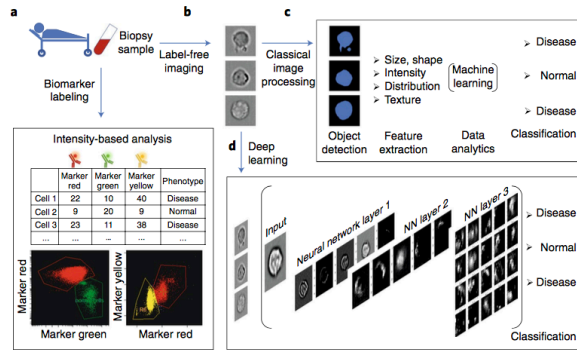 a
Biopsy
sample
Biomarker
labeling
Intensity-based analysis
Marker red Marker green Marker yellow Phenotype
Cell 1 22 10 40 Disease
Cell 2 9 20 9 Normal
Cell 3 23 11 38 Disease
... ... ... ... ...
Marker red
Marker green
Marker yellow
Marker red
b
Label-free
imaging
Classical
image
processing
c
Size, shape
Intensity
Distribution
Texture
Machine
learning
Disease
Normal
Disease
Object
detection
Feature
extraction
Data
analytics
Classification
d
Deep
learning
Input
Neural network layer 1
NN layer 2
NN layer 3
Disease
Normal
Disease
Classification